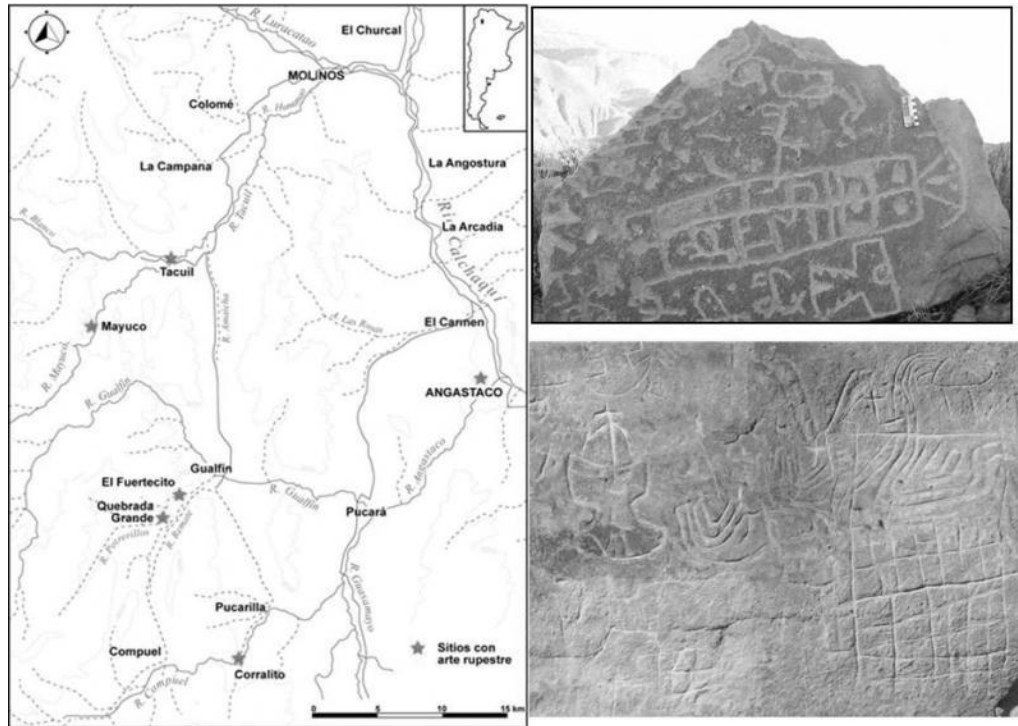 R. Luracatao
El Churcal
MOLINOS
Colomé
La Campana
R. Tacuil
La Angostura
Río Calchaquí
La Arcadia
R. Blanco
Tacuil
R. Amaicha
Mayuco
R. Mayuco
A. Las Rosas
El Carmen
ANGASTACO
R. Gualfín
R. Angastaco
Gualfín
El Fuertecito
R. Gualfín
Quebrada
Grande
Pucará
R. Potrerillos
R. Guasamayo
Pucarilla
Compuel
Sitios con
arte rupestre
Corralito
R. Compuel
0 5 10 15 km